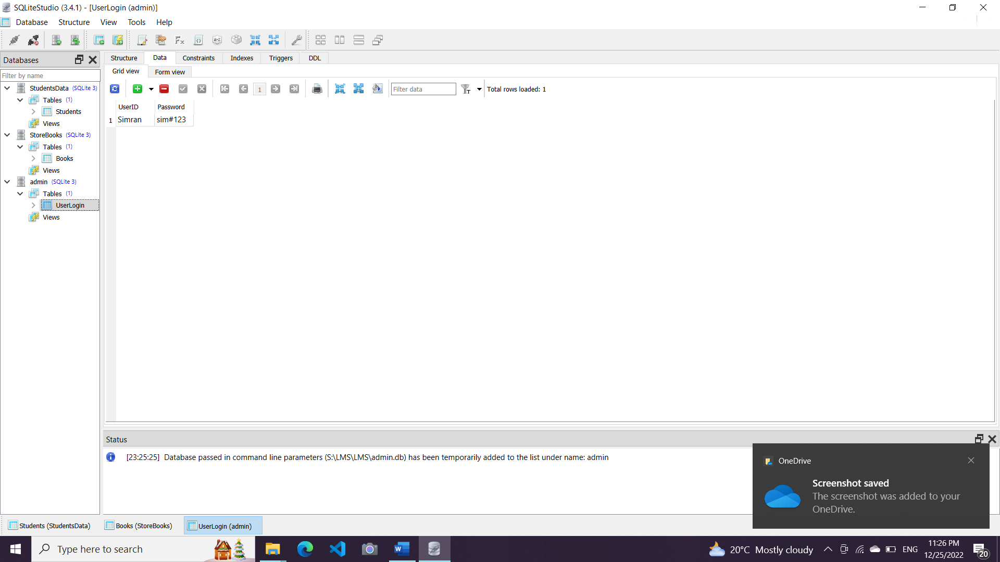 SQLiteStudio (3.4.1) - [UserLogin (admin)]
Database Structure View Tools Help
Databases
Filter by name
StudentsData (SQLite 3)
Tables (1)
Students
Views
StoreBooks (SQLite 3)
Tables (1)
Books
Views
admin (SQLite 3)
Tables (1)
UserLogin
Views
Structure Data Constraints Indexes Triggers DDL
Grid view Form view
1 Filter data Total rows loaded: 1
UserID Password
1 Simran sim#123
Status
[23:25:25] Database passed in command line parameters (S:\LMS\LMS\admin.db) has been temporarily added to the list under name: admin
OneDrive
Screenshot saved
The screenshot was added to your
OneDrive.
Students (StudentsData) Books (StoreBooks) UserLogin (admin)
Type here to search
20°C Mostly cloudy
ENG
11:26 PM
12/25/2022
20